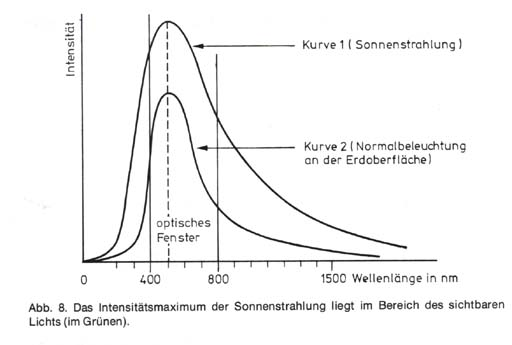 Intensität
Kurve 1 (Sonnenstrahlung)
Kurve 2 (Normalbeleuchtung
an der Erdoberfläche)
optisches
Fenster
0 400 800 1500 Wellenlänge in nm
Abb. 8. Das Intensitätsmaximum der Sonnenstrahlung liegt im Bereich des sichtbaren
Lichts (im Grünen).